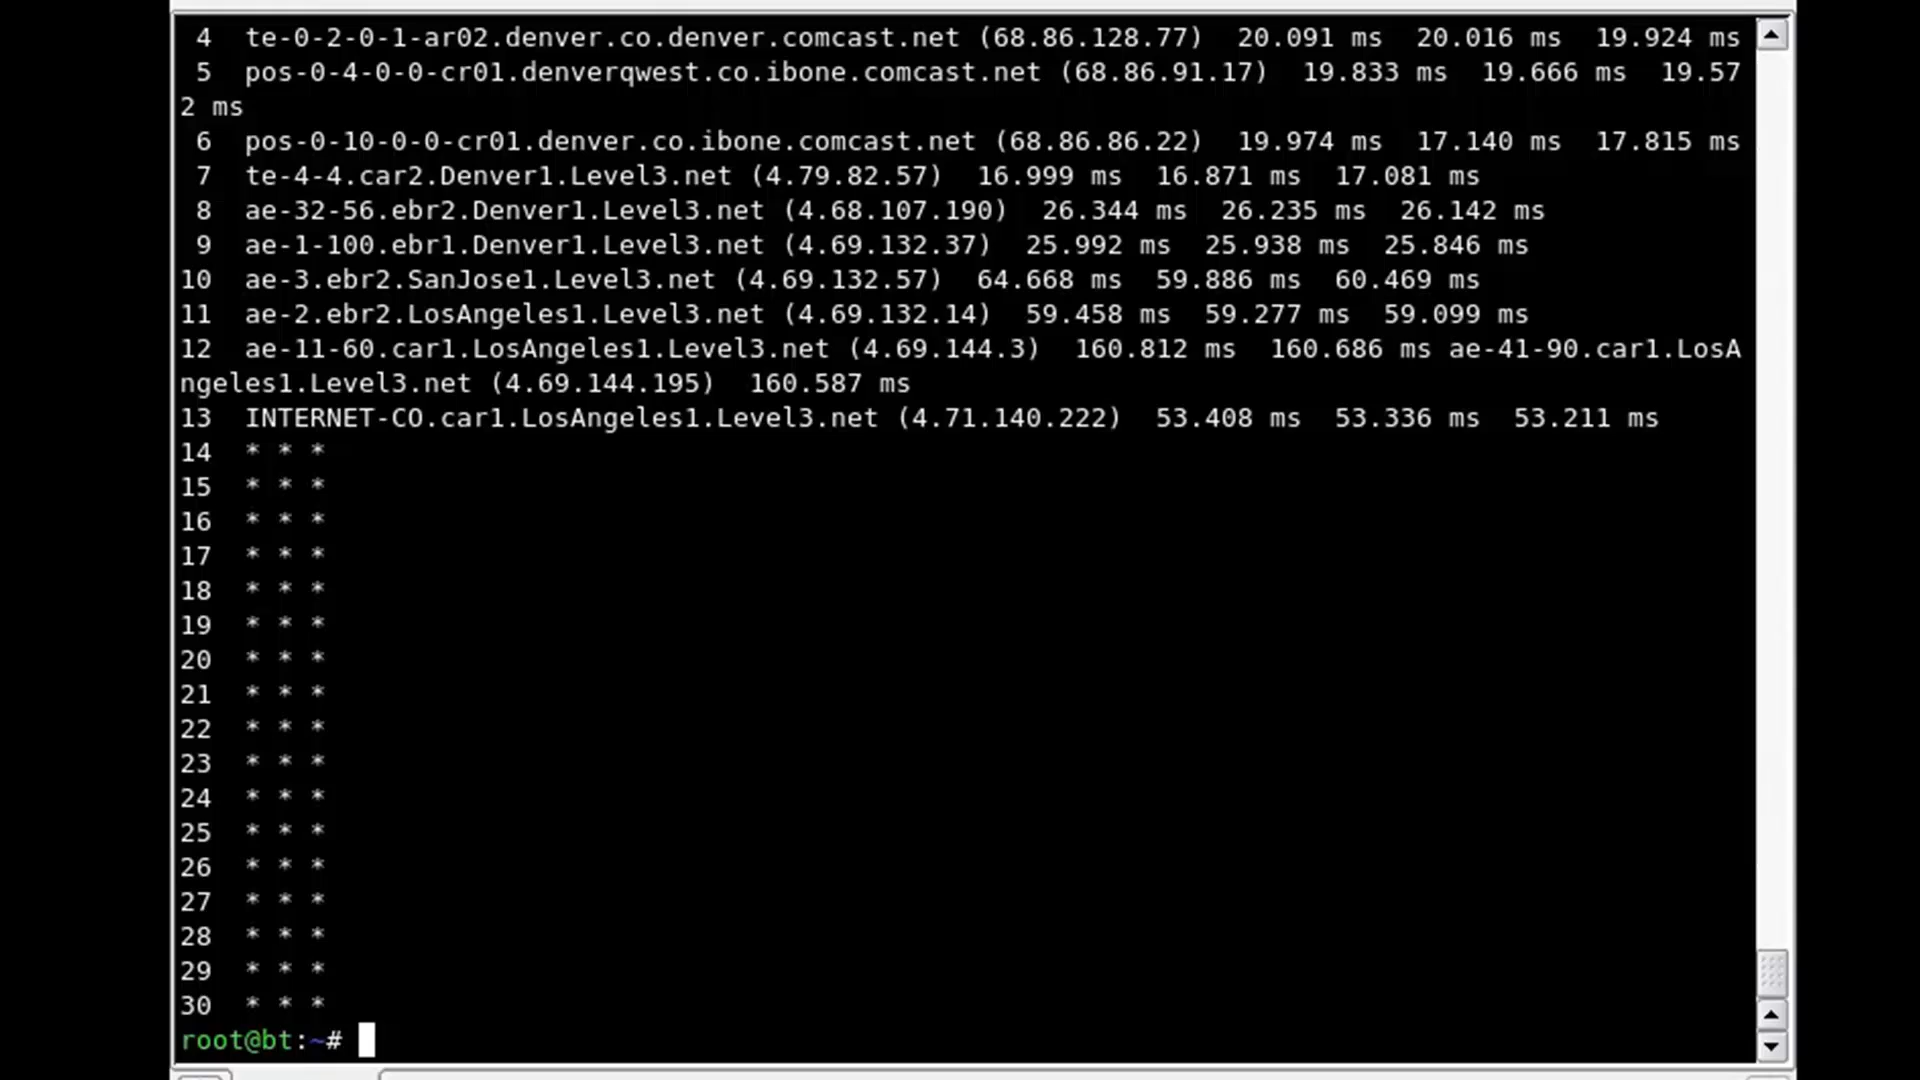 4  te-0-2-0-1-ar02.denver.co.denver.comcast.net (68.86.128.77)  20.091 ms  20.016 ms  19.924 ms
5  pos-0-4-0-0-cr01.denverqwest.co.ibone.comcast.net (68.86.91.17)  19.833 ms  19.666 ms  19.57
2 ms
6  pos-0-10-0-0-cr01.denver.co.ibone.comcast.net (68.86.86.22)  19.974 ms  17.140 ms  17.815 ms
7  te-4-4.car2.Denver1.Level3.net (4.79.82.57)  16.999 ms  16.871 ms  17.081 ms
8  ae-32-56.ebr2.Denver1.Level3.net (4.68.107.190)  26.344 ms  26.235 ms  26.142 ms
9  ae-1-100.ebr1.Denver1.Level3.net (4.69.132.37)  25.992 ms  25.938 ms  25.846 ms
10  ae-3.ebr2.SanJose1.Level3.net (4.69.132.57)  64.668 ms  59.886 ms  60.469 ms
11  ae-2.ebr2.LosAngeles1.Level3.net (4.69.132.14)  59.458 ms  59.277 ms  59.099 ms
12  ae-11-60.car1.LosAngeles1.Level3.net (4.69.144.3)  160.812 ms  160.686 ms ae-41-90.car1.LosA
ngeles1.Level3.net (4.69.144.195)  160.587 ms
13  INTERNET-CO.car1.LosAngeles1.Level3.net (4.71.140.222)  53.408 ms  53.336 ms  53.211 ms
14  * * *
15  * * *
16  * * *
17  * * *
18  * * *
19  * * *
20  * * *
21  * * *
22  * * *
23  * * *
24  * * *
25  * * *
26  * * *
27  * * *
28  * * *
29  * * *
30  * * *
root@bt:~#